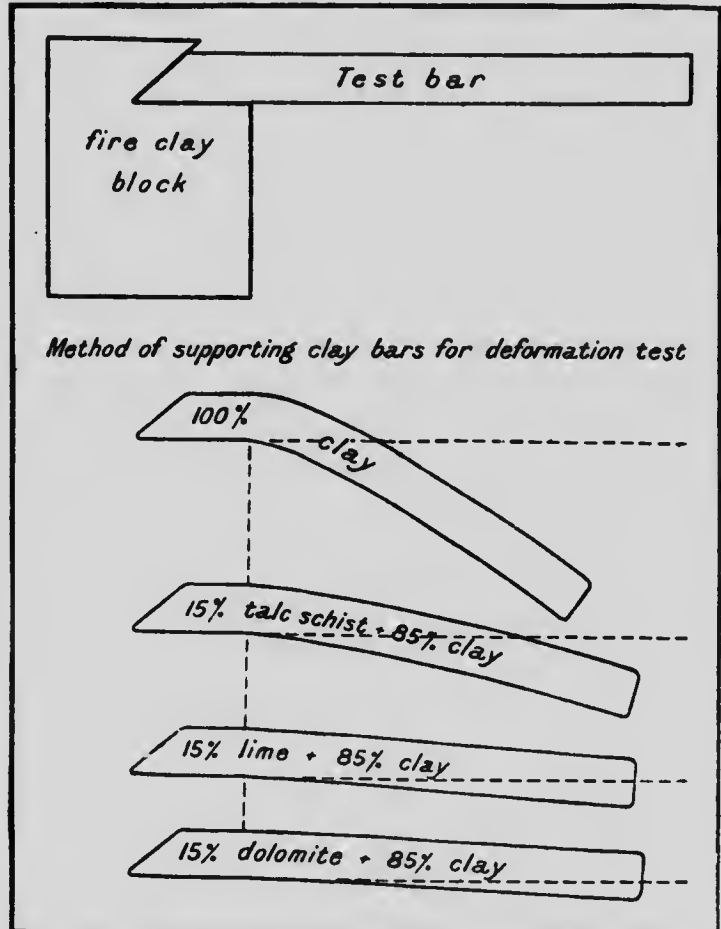 Test bar
fire clay
block
Method of supporting clay bars for deformation test
100%
clay
15% talc schist + 85% clay
15% lime + 85% clay
15% dolomite + 85% clay